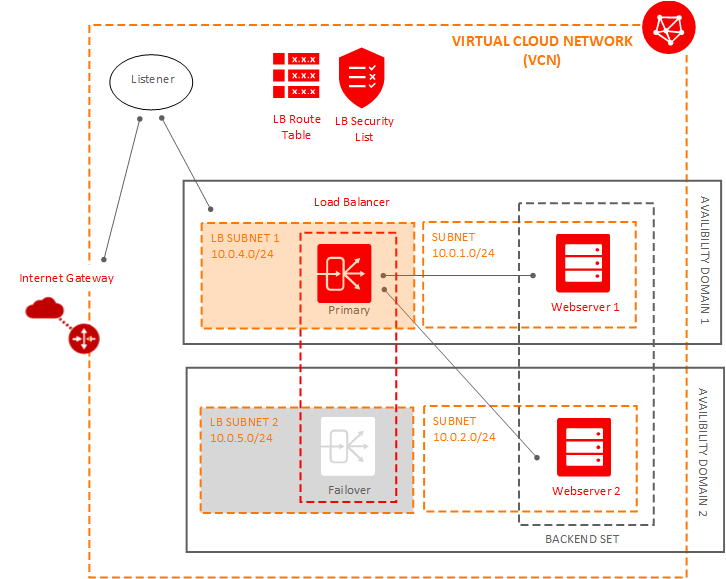 VIRTUAL CLOUD NETWORK
(VCN)
Listener
x.x.x
x.x.x
x.x.x
LB Route
Table
LB Security
List
Load Balancer
LB SUBNET 1
10.0.4.0/24
Primary
SUBNET
10.0.1.0/24
Webserver 1
AVAILIBILITY DOMAIN 1
Internet Gateway
LB SUBNET 2
10.0.5.0/24
Failover
SUBNET
10.0.2.0/24
Webserver 2
AVAILIBILITY DOMAIN 2
BACKEND SET